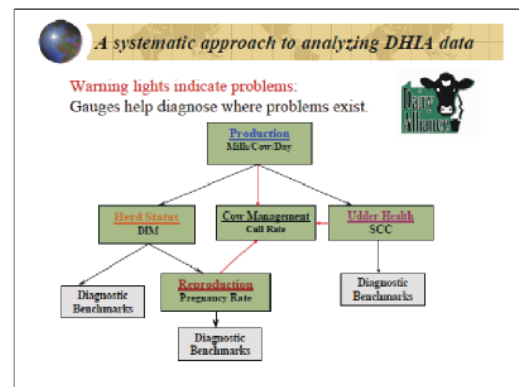 A systematic approach to analyzing DHIA data
Warning lights indicate problems:
Gauges help diagnose where problems exist.
Dairy
Alliance
Production
Mills/Cow/Day
Herd Status
DIM
Cow Management
Call Rate
Udder Health
SCC
Diagnostic
Benchmarks
Reproduction
Pregnancy Rate
Diagnostic
Benchmarks
Diagnostic
Benchmarks